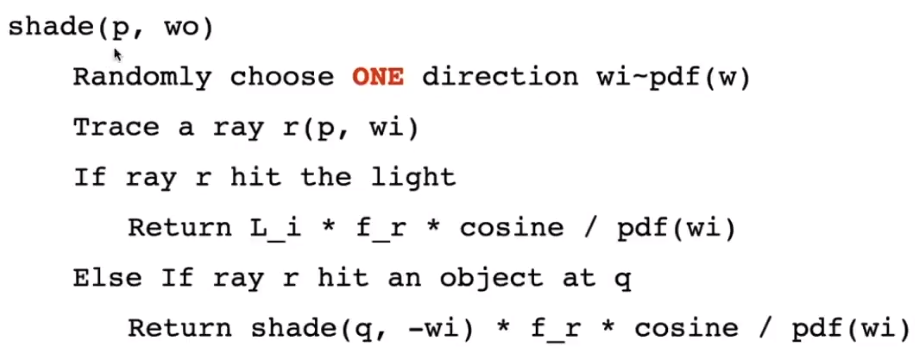 shade(p, wo)
Randomly choose ONE direction wi~pdf(w)
Trace a ray r(p, wi)
If ray r hit the light
Return L_i * f_r * cosine / pdf(wi)
Else If ray r hit an object at q
Return shade(q, -wi) * f_r * cosine / pdf(wi)